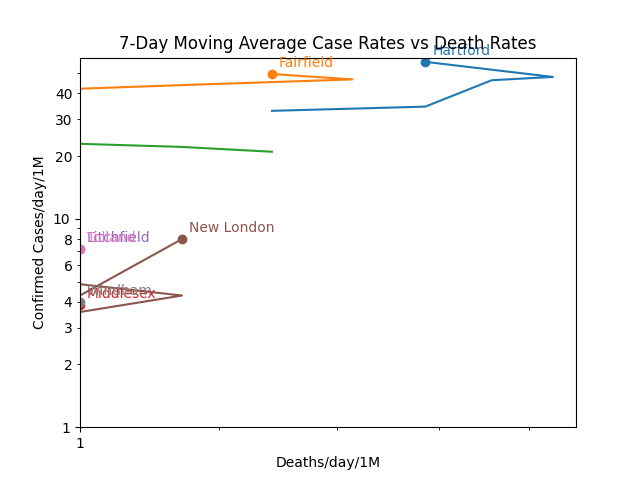 7-Day Moving Average Case Rates vs Death Rates
Hartford
Fairfield
40
30
20
10
8
6
4
3
2
1
New London
Litchfield
Tolland
Windham
Middlesex
1
Confirmed Cases/day/1M
Deaths/day/1M